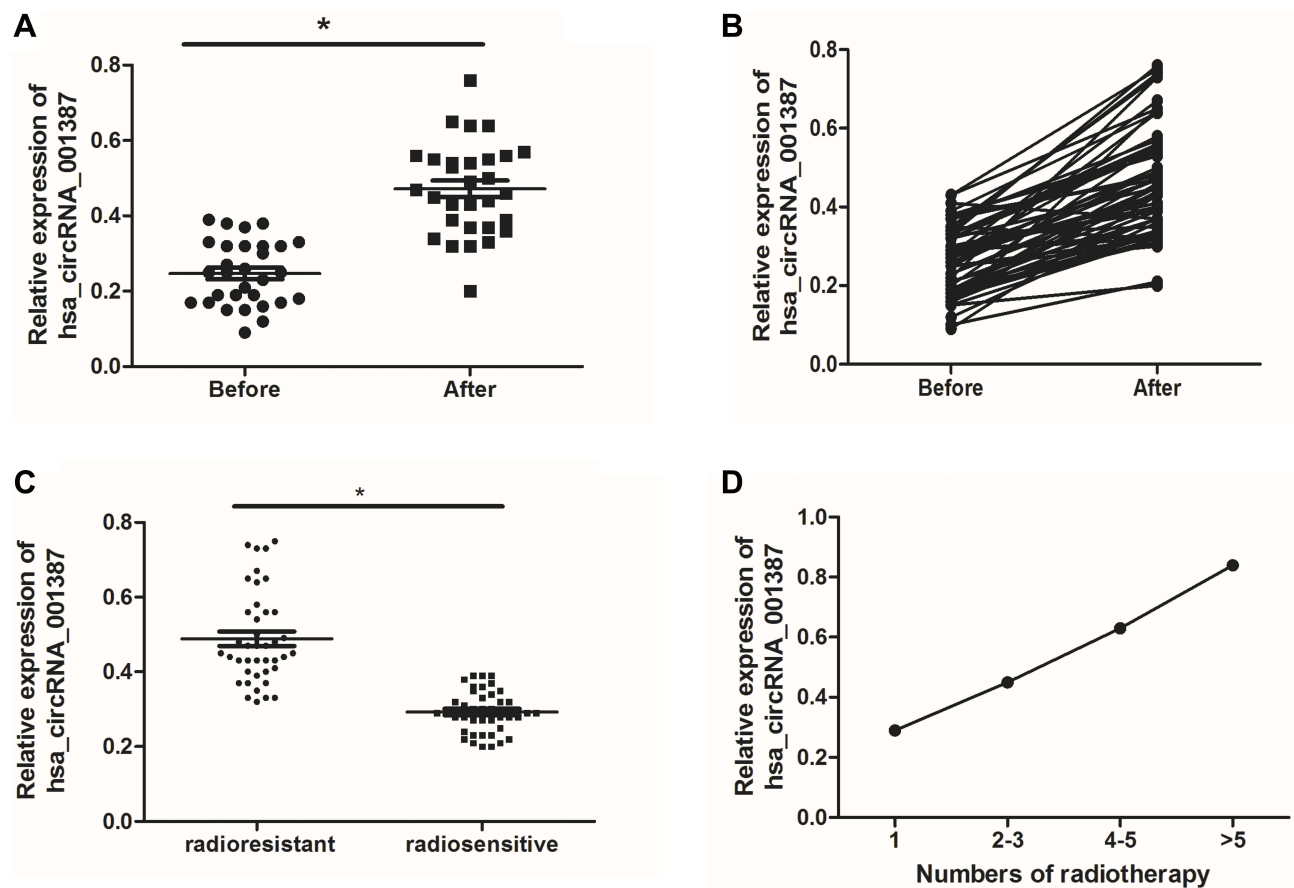 A
*
Relative expression of
hsa_circRNA_001387
0.8
0.6
0.4
0.2
0.0
Before
After
B
Relative expression of
hsa_circRNA_001387
0.8
0.6
0.4
0.2
0.0
Before
After
C
*
Relative expression of
hsa_circRNA_001387
0.8
0.6
0.4
0.2
0.0
radioresistant
radiosensitive
D
Relative expression of
hsa_circRNA_001387
1.0
0.8
0.6
0.4
0.2
0.0
1
2-3
4-5
>5
Numbers of radiotherapy